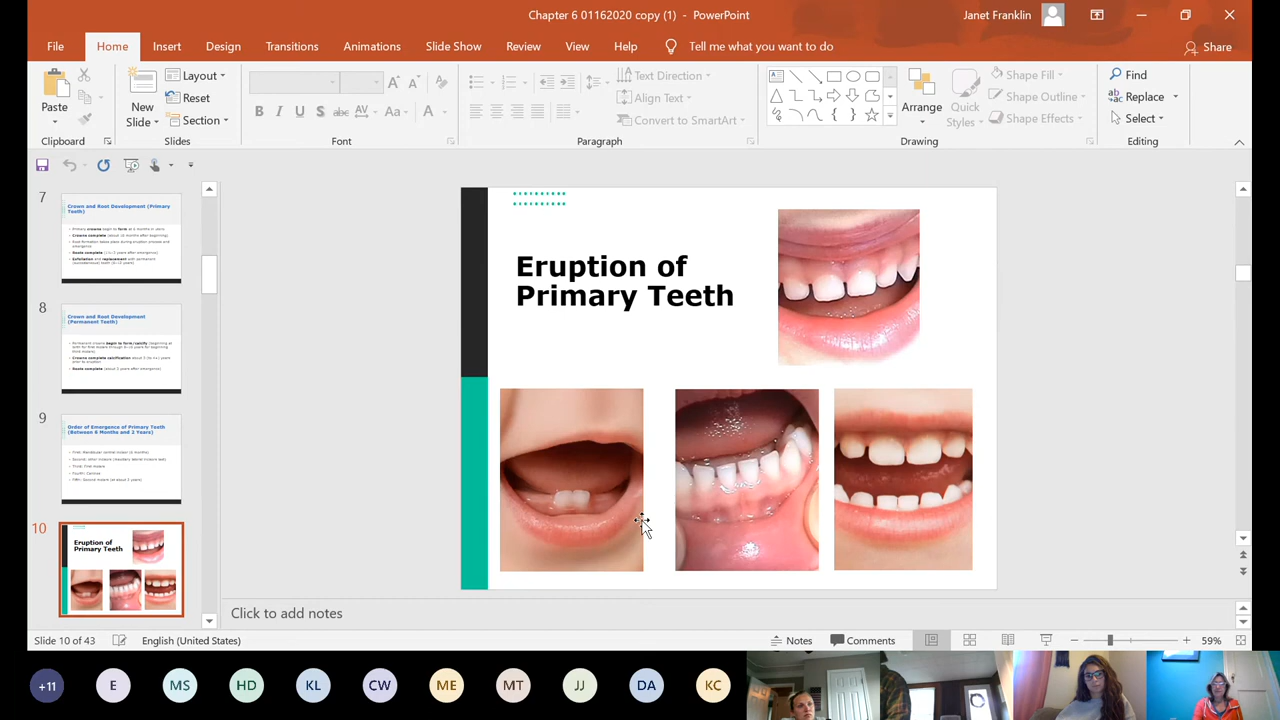 Chapter 6 01162020 copy (1) - PowerPoint
Janet Franklin
File Home Insert Design Transitions Animations Slide Show Review View Help Tell me what you want to do Share
Paste
Clipboard
New Slide
Layout
Reset
Section
Slides
B I U S abc AV Aa A
Font
Text Direction
Align Text
Convert to SmartArt
Paragraph
Arrange
Quick Styles
Shape Fill
Shape Outline
Shape Effects
Drawing
Find
Replace
Select
Editing
7
Crown and Root Development (Primary
Teeth)
8
Crown and Root Development
(Permanent Teeth)
9
Order of Emergence of Primary Teeth
(Between 6 Months and 2 Years)
10
Eruption of
Primary Teeth
Eruption of
Primary Teeth
Click to add notes
Slide 10 of 43 English (United States) Notes Comments 59%
+11 E MS HD KL CW ME MT JJ DA KC